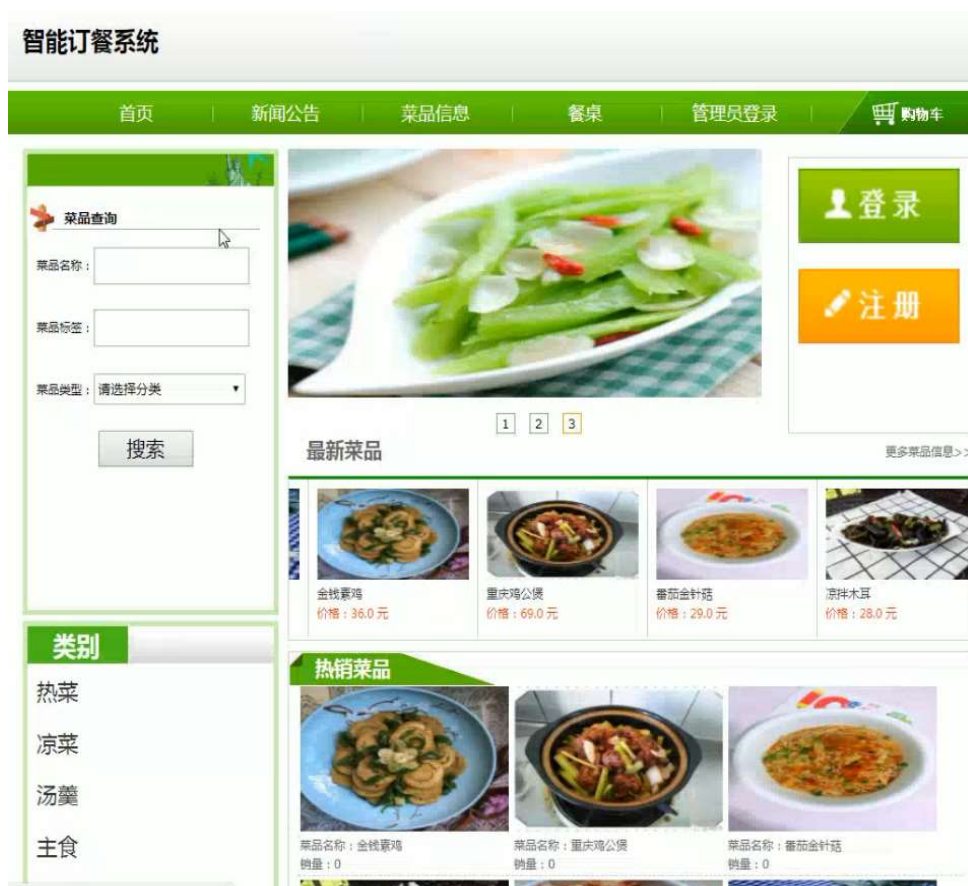 智能订餐系统
首页 新闻公告 菜品信息 餐桌 管理员登录 购物车
菜品查询
菜品名称：
菜品标签：
菜品类型： 请选择分类
搜索
登录
注册
1 2 3
最新菜品 更多菜品信息>>
金钱素鸡 重庆鸡公煲 番茄金针菇 凉拌木耳
价格：36.0 元 价格：69.0 元 价格：29.0 元 价格：28.0 元
类别
热菜
凉菜
汤羹
主食
热销菜品
菜品名称：金钱素鸡 菜品名称：重庆鸡公煲 菜品名称：番茄金针菇
销量：0 销量：0 销量：0